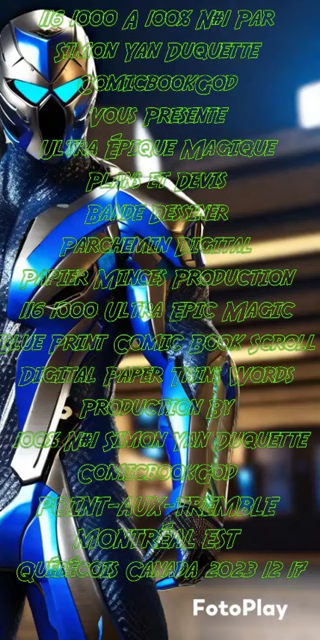 116 1000 A 100% N#1 Par
Simon Yan Duquette
ComicbookGod
Vous Presente
Ultra Épique Magique
Plans et Devis
Bande Dessiner
Parchemin Digital
Papier Minces Production
116 1000 Ultra Epic Magic
Blue Print Comic Book Scroll
Digital Paper Thins Words
Production By
100% N#1 Simon Yan Duquette
ComicbookGod
Point-aux-Tremble
Montréal Est
Québécois Canada 2023 12 17
FotoPlay